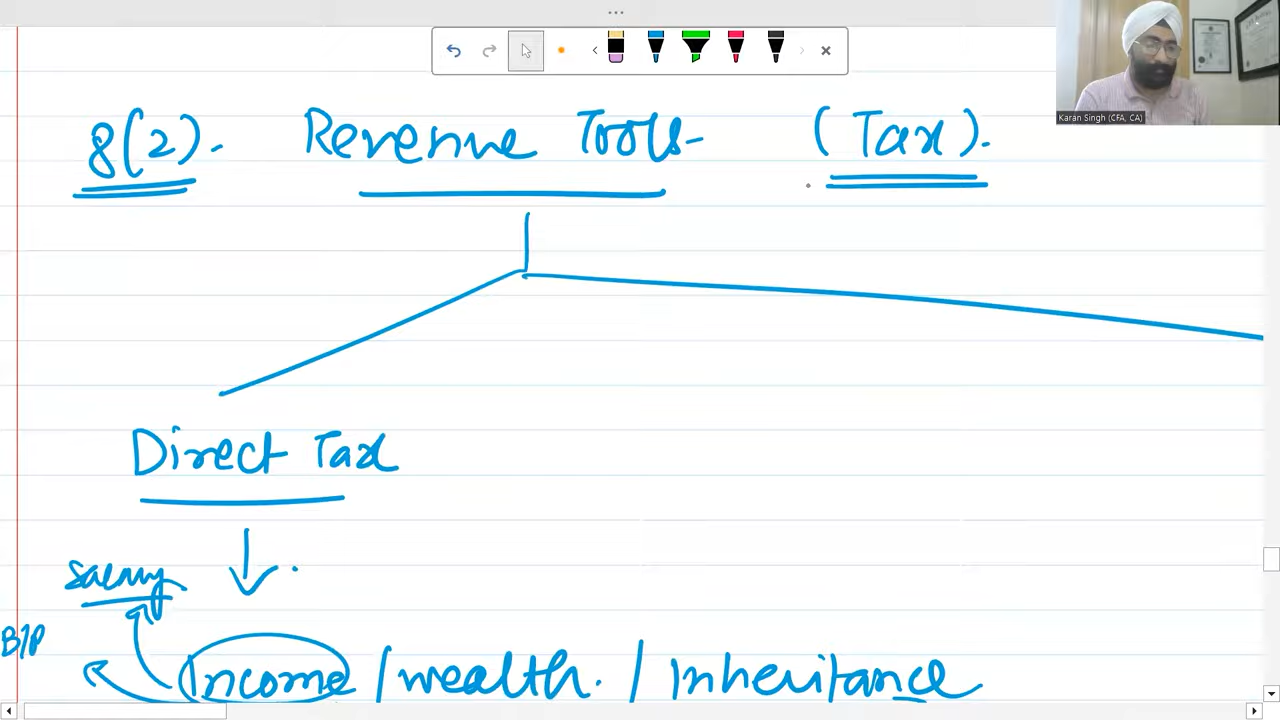 Karan Singh (CFA, CA)
8(2). Revenue Tools- (Tax).
Direct Tax
Salary
B/P
Income / wealth. / Inheritance